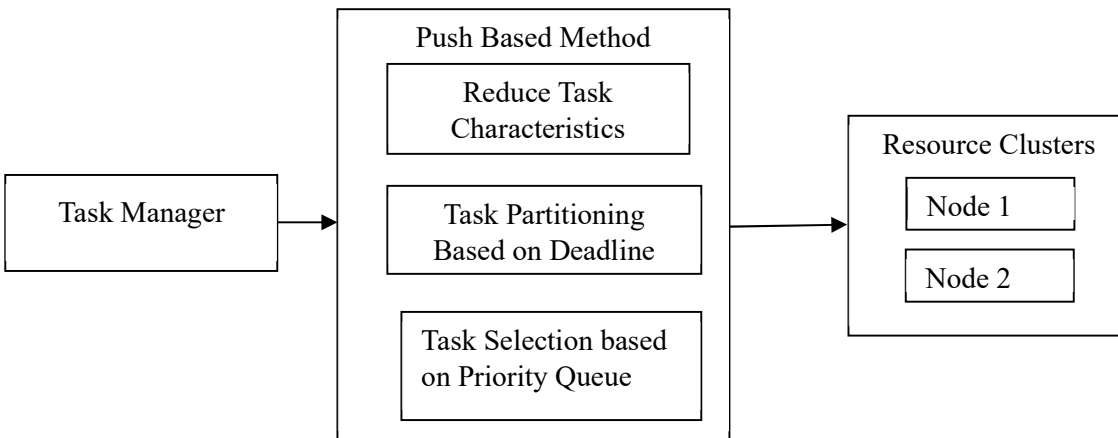 Task Manager
Push Based Method
Reduce Task
Characteristics
Task Partitioning
Based on Deadline
Task Selection based
on Priority Queue
Resource Clusters
Node 1
Node 2